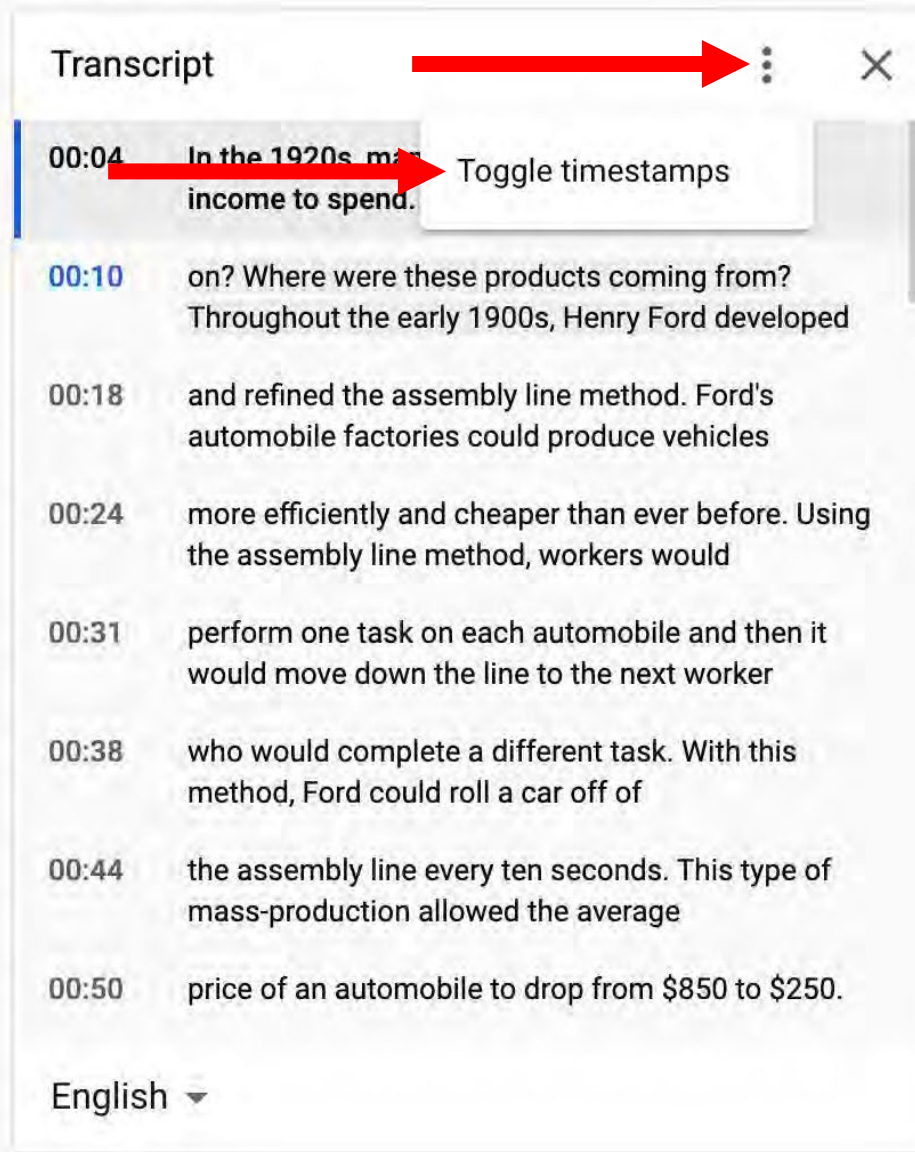 Transcript
00:04 In the 1920s,
Toggle timestamps
income to spend.
00:10 on? Where were these products coming from?
Throughout the early 1900s, Henry Ford developed
00:18 and refined the assembly line method. Ford's
automobile factories could produce vehicles
00:24 more efficiently and cheaper than ever before. Using
the assembly line method, workers would
00:31 perform one task on each automobile and then it
would move down the line to the next worker
00:38 who would complete a different task. With this
method, Ford could roll a car off of
00:44 the assembly line every ten seconds. This type of
mass-production allowed the average
00:50 price of an automobile to drop from $850 to $250.
English